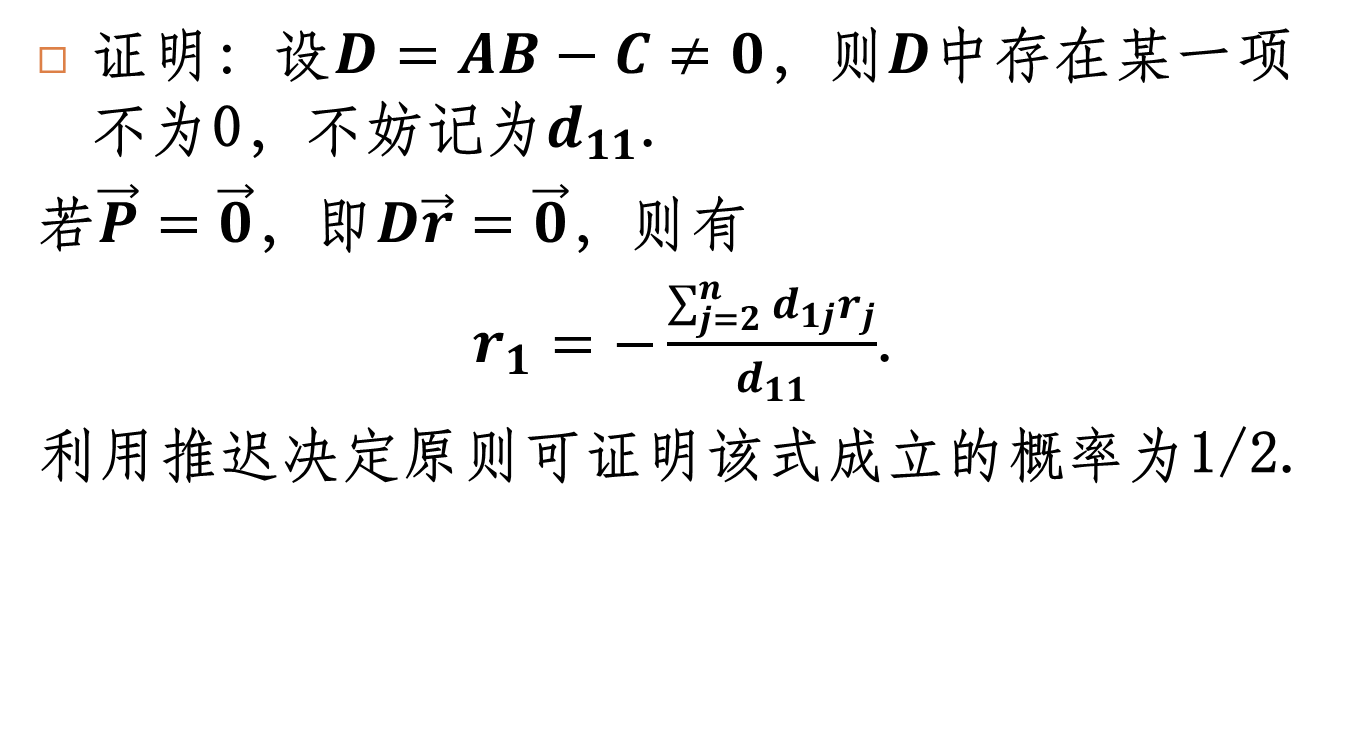 □ 证明：设D = AB − C ≠ 0，则D中存在某一项
不为0，不妨记为d₁₁.
若P⃗ = 0⃗，即Dr⃗ = 0⃗，则有
r₁ = −∑ⁿⱼ₌₂ d₁ⱼrⱼ / d₁₁.
利用推迟决定原则可证明该式成立的概率为1/2.